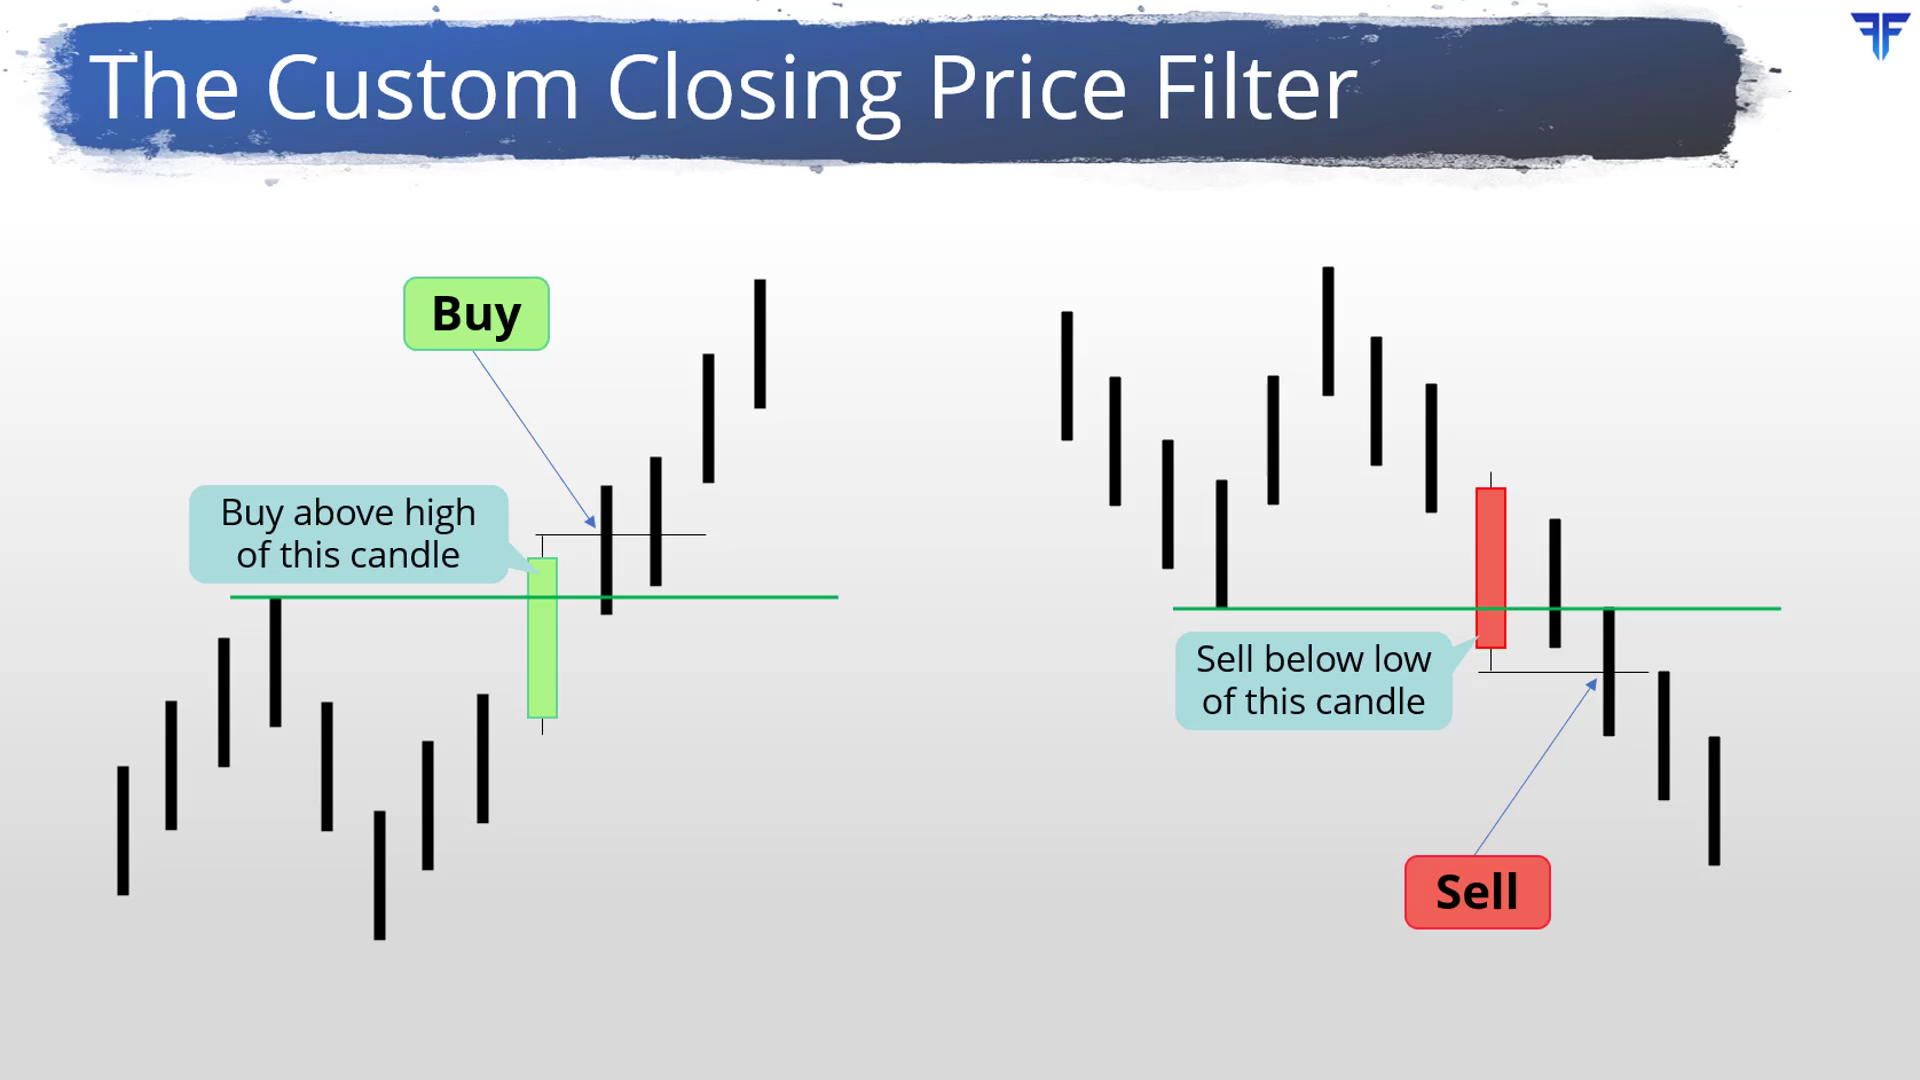 The Custom Closing Price Filter
Buy
Buy above high
of this candle
Sell below low
of this candle
Sell